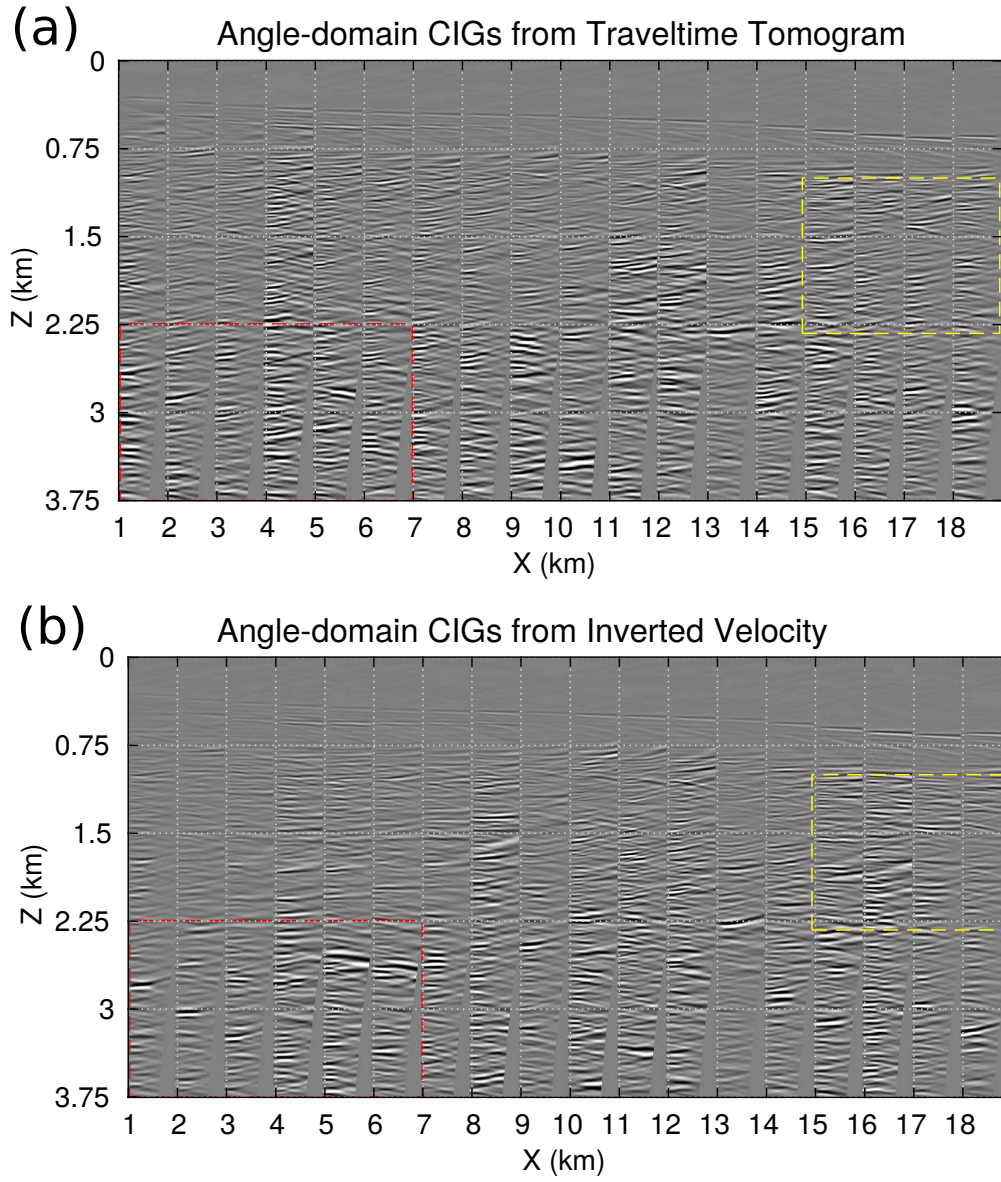 (a)
Angle-domain CIGs from Traveltime Tomogram
0
0.75
1.5
2.25
3
3.75
Z (km)
1 2 3 4 5 6 7 8 9 10 11 12 13 14 15 16 17 18
X (km)
(b)
Angle-domain CIGs from Inverted Velocity
0
0.75
1.5
2.25
3
3.75
Z (km)
1 2 3 4 5 6 7 8 9 10 11 12 13 14 15 16 17 18
X (km)